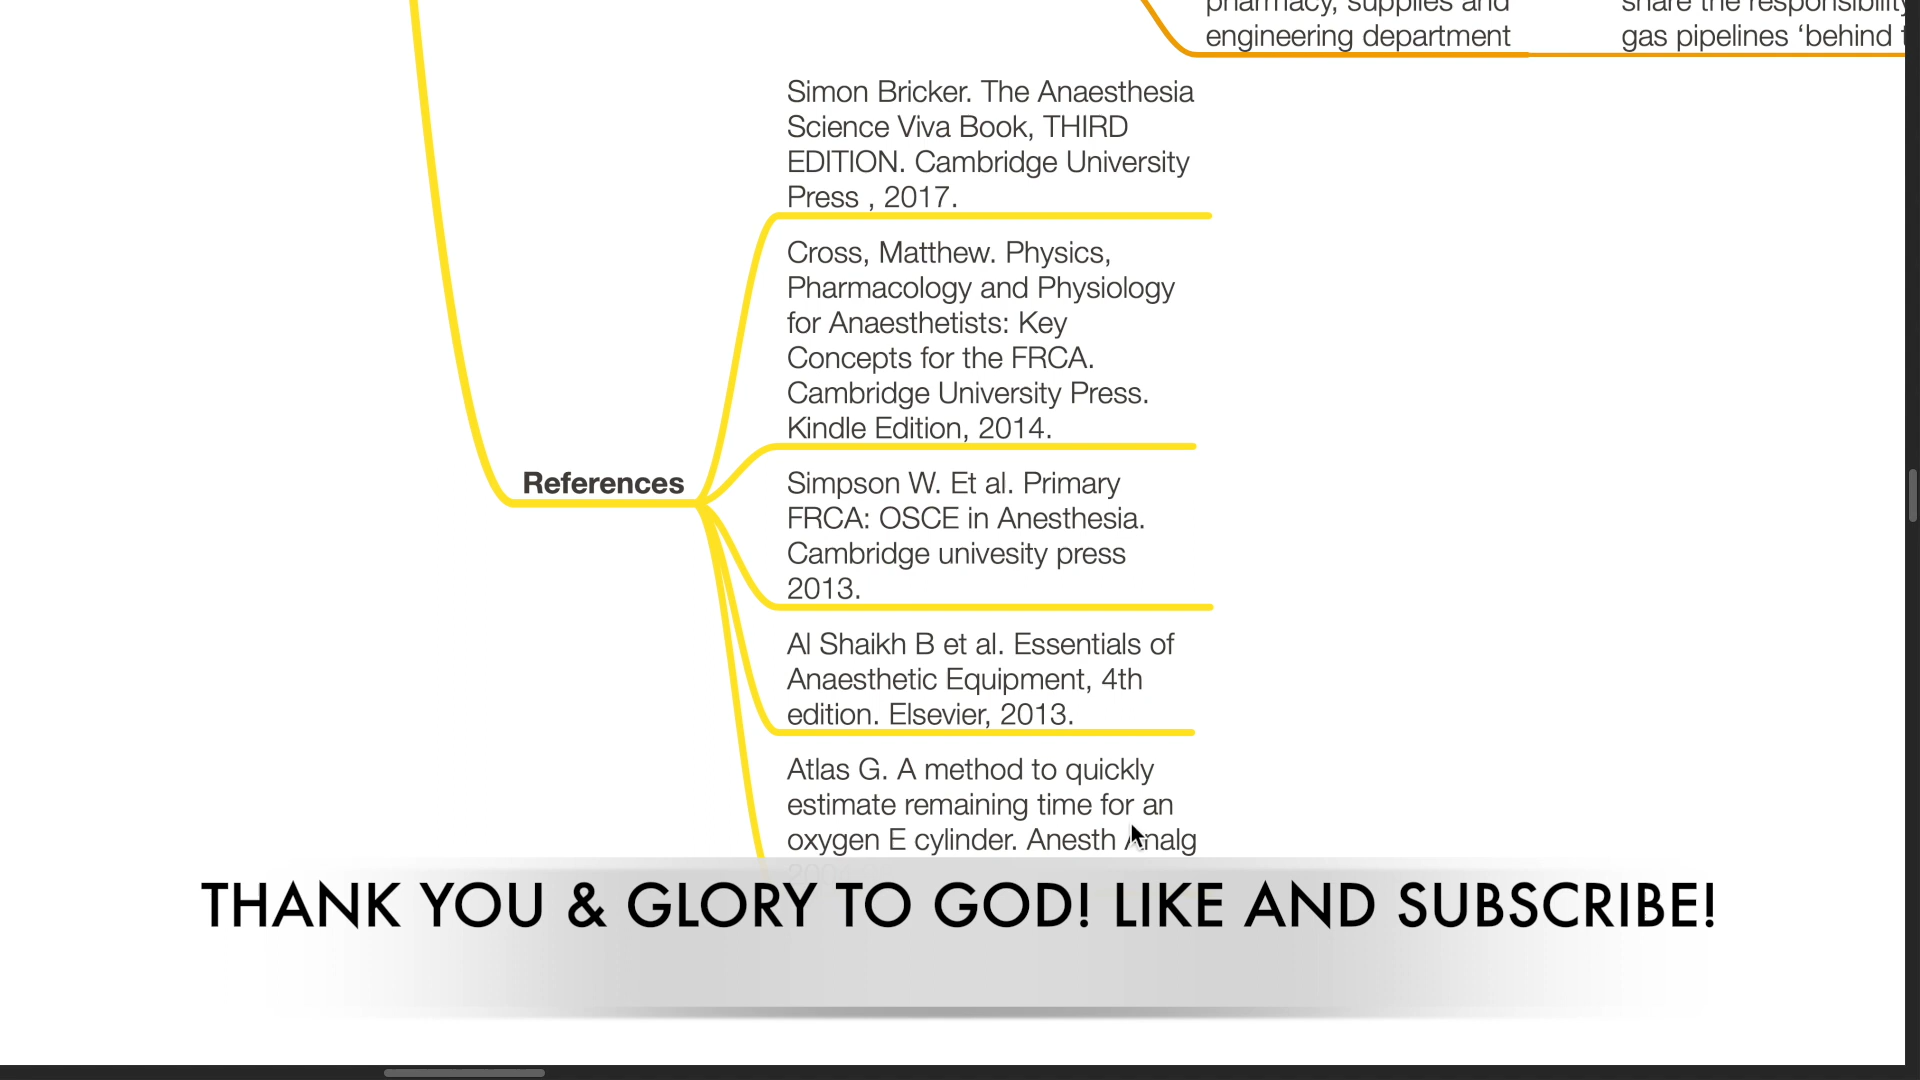 pharmacy, supplies and
engineering department
share the responsibility
gas pipelines ‘behind
Simon Bricker. The Anaesthesia
Science Viva Book, THIRD
EDITION. Cambridge University
Press , 2017.
Cross, Matthew. Physics,
Pharmacology and Physiology
for Anaesthetists: Key
Concepts for the FRCA.
Cambridge University Press.
Kindle Edition, 2014.
References
Simpson W. Et al. Primary
FRCA: OSCE in Anesthesia.
Cambridge univesity press
2013.
Al Shaikh B et al. Essentials of
Anaesthetic Equipment, 4th
edition. Elsevier, 2013.
Atlas G. A method to quickly
estimate remaining time for an
oxygen E cylinder. Anesth Analg
THANK YOU & GLORY TO GOD! LIKE AND SUBSCRIBE!